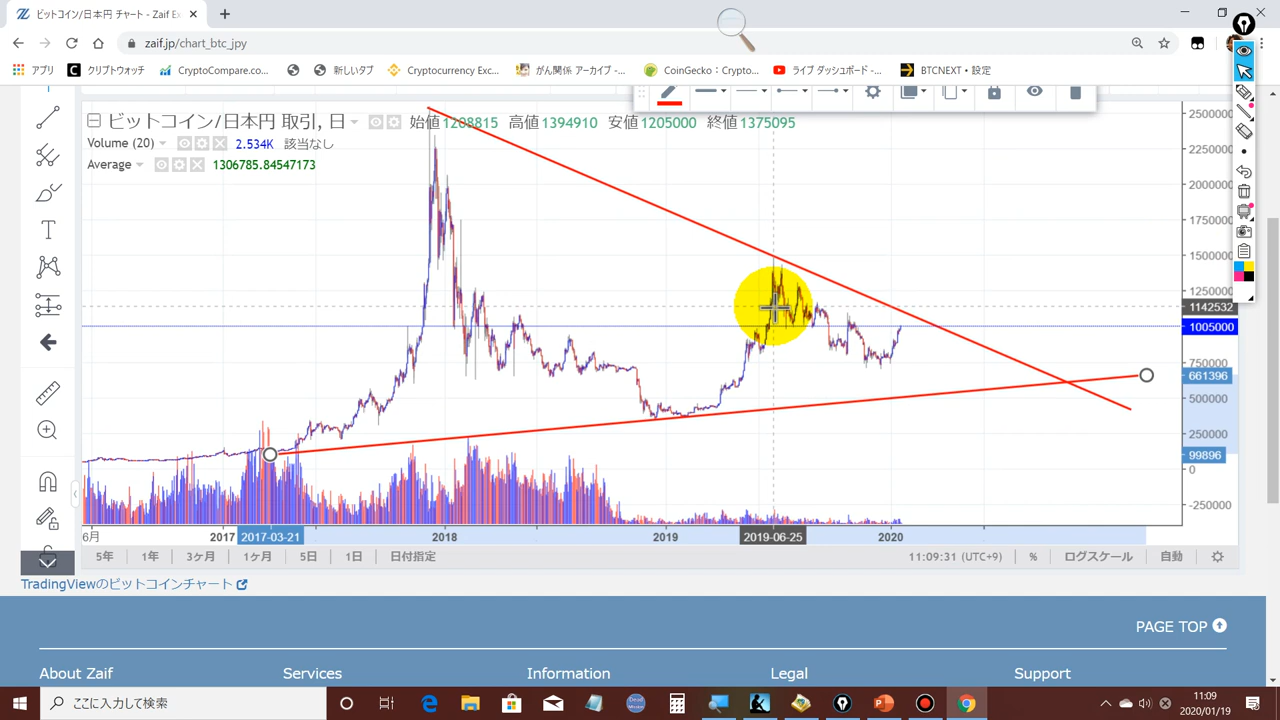 ビットコイン/日本円 チャート - Zaif Ex
zaif.jp/chart_btc_jpy
アプリ
クリプトウォッチ
CryptoCompare.co...
新しいタブ
Cryptocurrency Exc...
がん関係 アーカイブ -...
CoinGecko：Cryptoc...
ライブ ダッシュボード -...
BTCNEXT • 設定
ビットコイン/日本円 取引, 日
始値 1208815 高値 1394910 安値 1205000 終値 1375095
Volume (20)
2.534K 該当なし
Average
1306785.84547173
2500000
2250000
2000000
1750000
1500000
1250000
1142532
1005000
750000
661396
500000
250000
99896
0
-250000
6月
2017
2017-03-21
2018
2019
2019-06-25
2020
5年
1年
3ヶ月
1ヶ月
5日
1日
日付指定
11:09:31 (UTC+9)
%
ログスケール
自動
TradingViewのビットコインチャート
PAGE TOP
About Zaif
Services
Information
Legal
Support
ここに入力して検索
11:09
2020/01/19